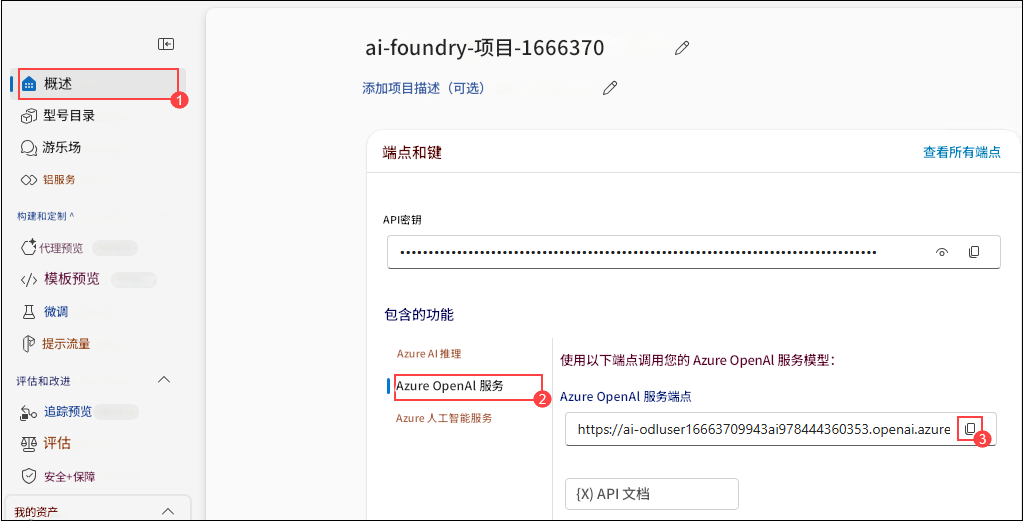 ai-foundry-项目-1666370
添加项目描述（可选）
概述
1
型号目录
游乐场
铝服务
构建和定制 ^
代理预览
模板预览
微调
提示流量
评估和改进
追踪预览
评估
安全+保障
我的资产
端点和键
查看所有端点
API密钥
包含的功能
Azure AI 推理
Azure OpenAl 服务
2
Azure 人工智能服务
使用以下端点调用您的 Azure OpenAl 服务模型：
Azure OpenAl 服务端点
https://ai-odluser16663709943ai978444360353.openai.azure
3
{X) API 文档